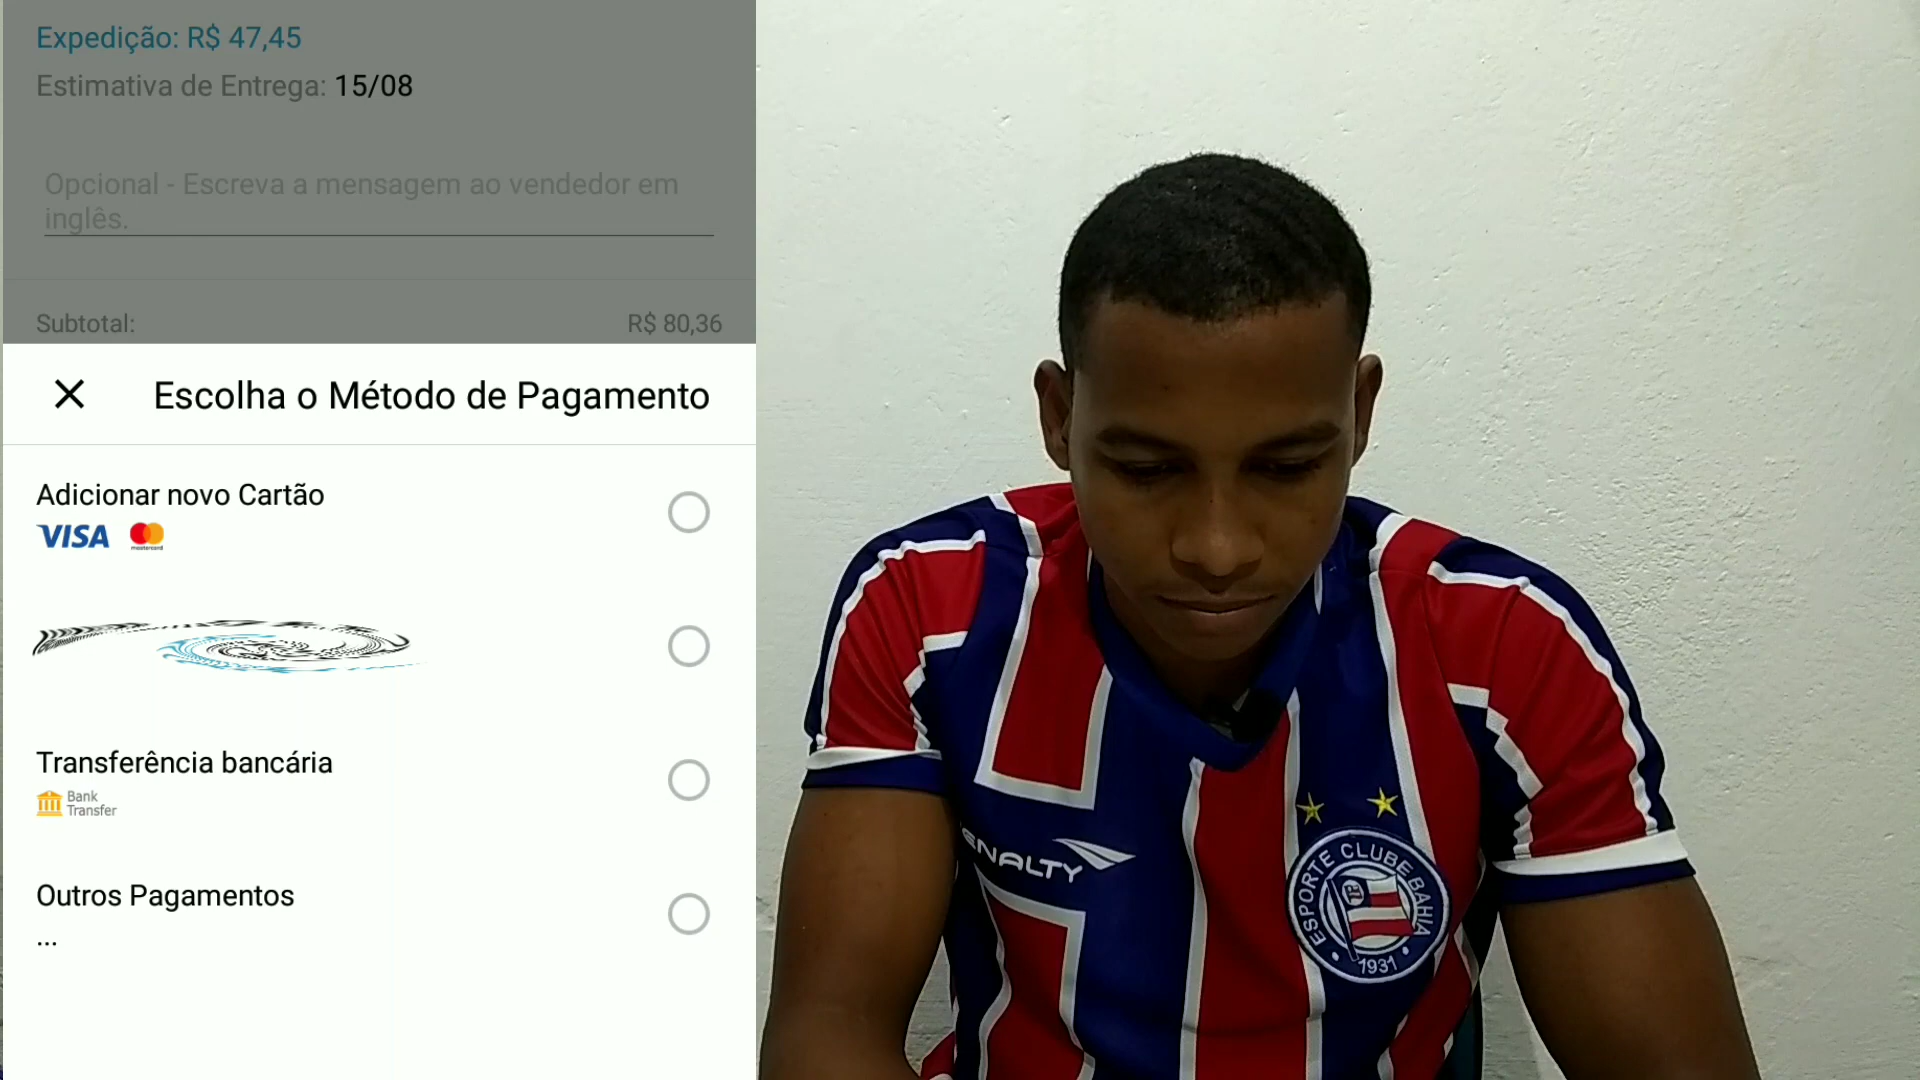 Expedição: R$ 47,45
Estimativa de Entrega: 15/08
Opcional - Escreva a mensagem ao vendedor em
inglês.
Subtotal: R$ 80,36
Escolha o Método de Pagamento
Adicionar novo Cartão
VISA mastercard
Transferência bancária
Bank
Transfer
Outros Pagamentos
...
ENALTY
ESPORTE CLUBE BAHIA
1931